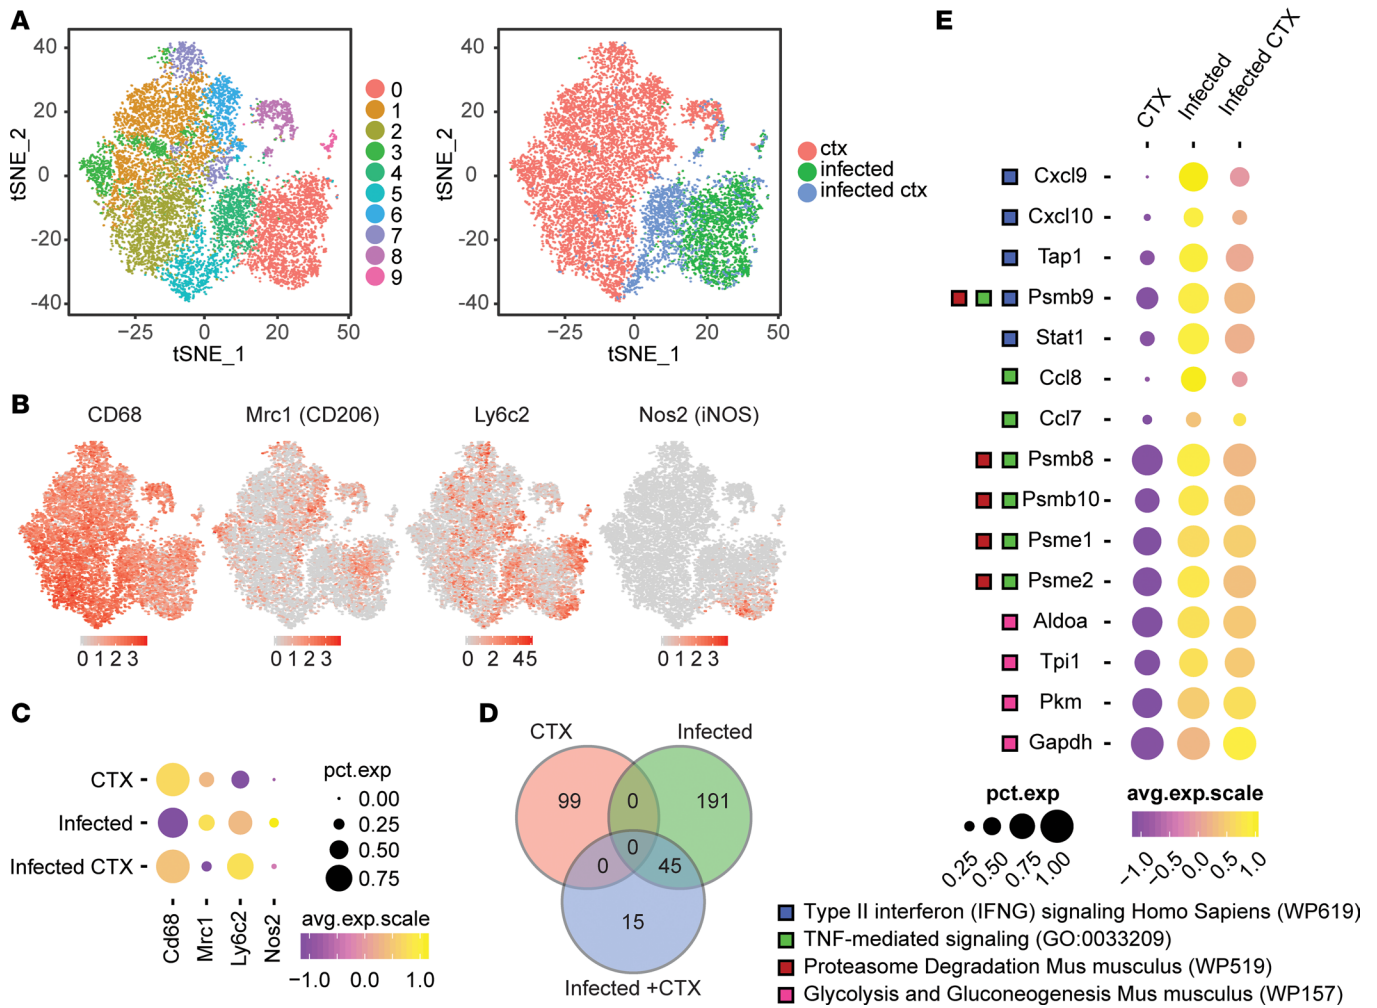 A
40
20
0
−20
−40
tSNE_2
−25
0
25
50
tSNE_1
0
1
2
3
4
5
6
7
8
9
40
20
0
−20
−40
tSNE_2
−25
0
20
50
tSNE_1
ctx
infected
infected ctx
B
CD68
Mrc1 (CD206)
Ly6c2
Nos2 (iNOS)
0 1 2 3
0 1 2 3
0 2 45
0 1 2 3
C
CTX
Infected
Infected CTX
Cd68
Mrc1
Ly6c2
Nos2
pct.exp
0.00
0.25
0.50
0.75
avg.exp.scale
−1.0 0.0 1.0
D
CTX
Infected
99
0
191
0
0
45
15
Infected +CTX
E
CTX
Infected
Infected CTX
Cxcl9
Cxcl10
Tap1
Psmb9
Stat1
Ccl8
Ccl7
Psmb8
Psmb10
Psme1
Psme2
Aldoa
Tpi1
Pkm
Gapdh
pct.exp
0.25
0.50
0.75
1.00
avg.exp.scale
−1.0
−0.5
0.0
0.5
1.0
Type II interferon (IFNG) signaling Homo Sapiens (WP619)
TNF-mediated signaling (GO:0033209)
Proteasome Degradation Mus musculus (WP519)
Glycolysis and Gluconeogenesis Mus musculus (WP157)